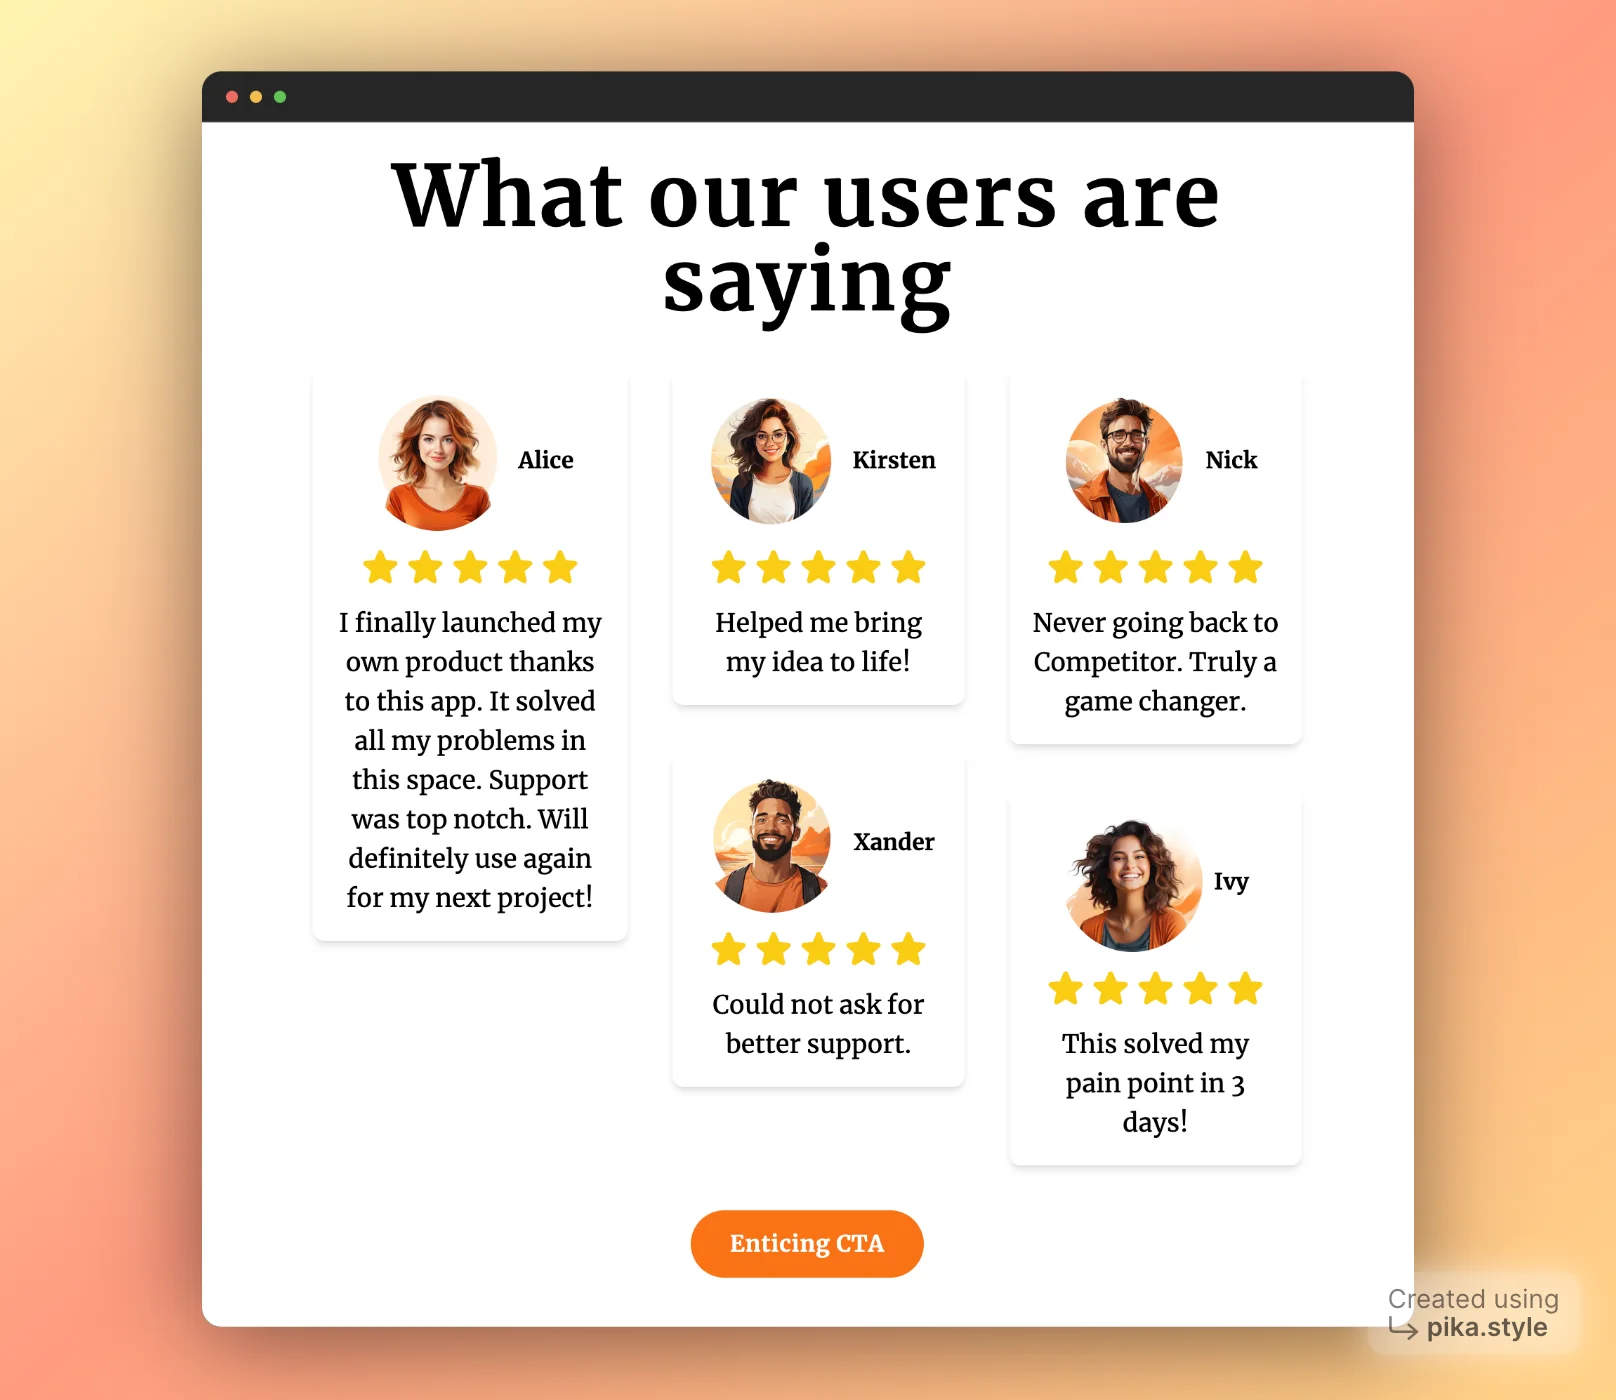 What our users are
saying
Alice
I finally launched my
own product thanks
to this app. It solved
all my problems in
this space. Support
was top notch. Will
definitely use again
for my next project!
Kirsten
Helped me bring
my idea to life!
Xander
Could not ask for
better support.
Nick
Never going back to
Competitor. Truly a
game changer.
Ivy
This solved my
pain point in 3
days!
Enticing CTA
Created using
pika.style